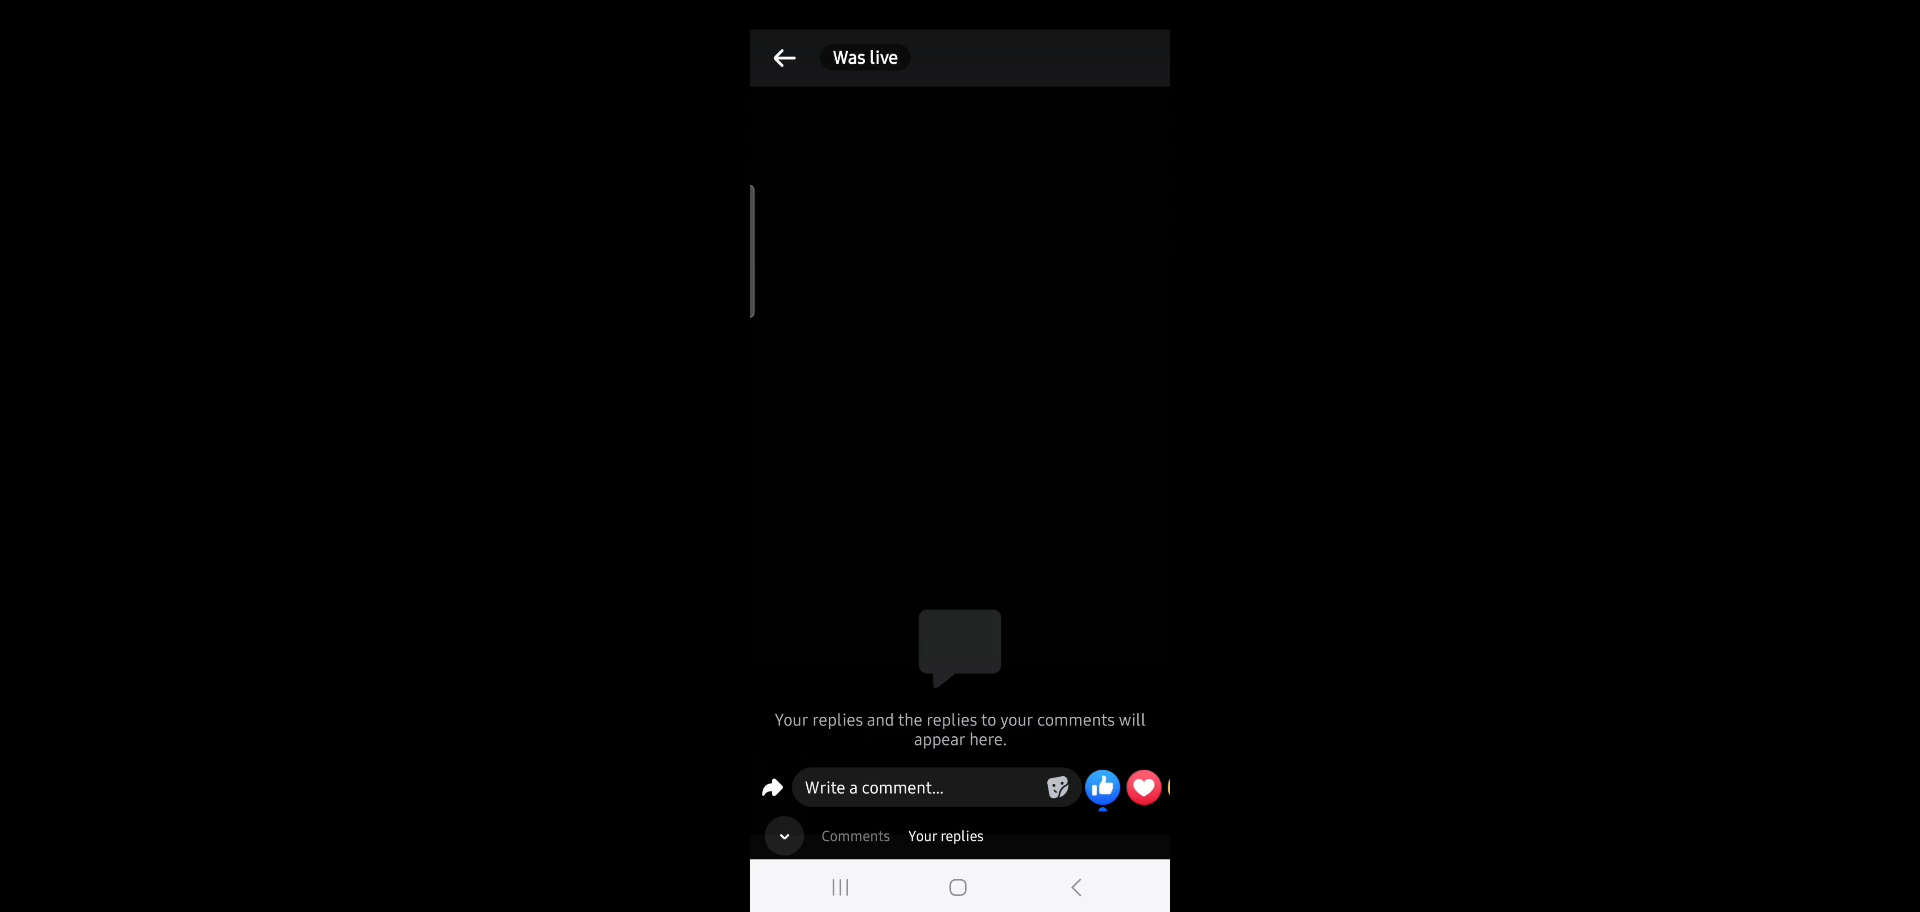 Was live
Your replies and the replies to your comments will
appear here.
Write a comment...
Comments Your replies